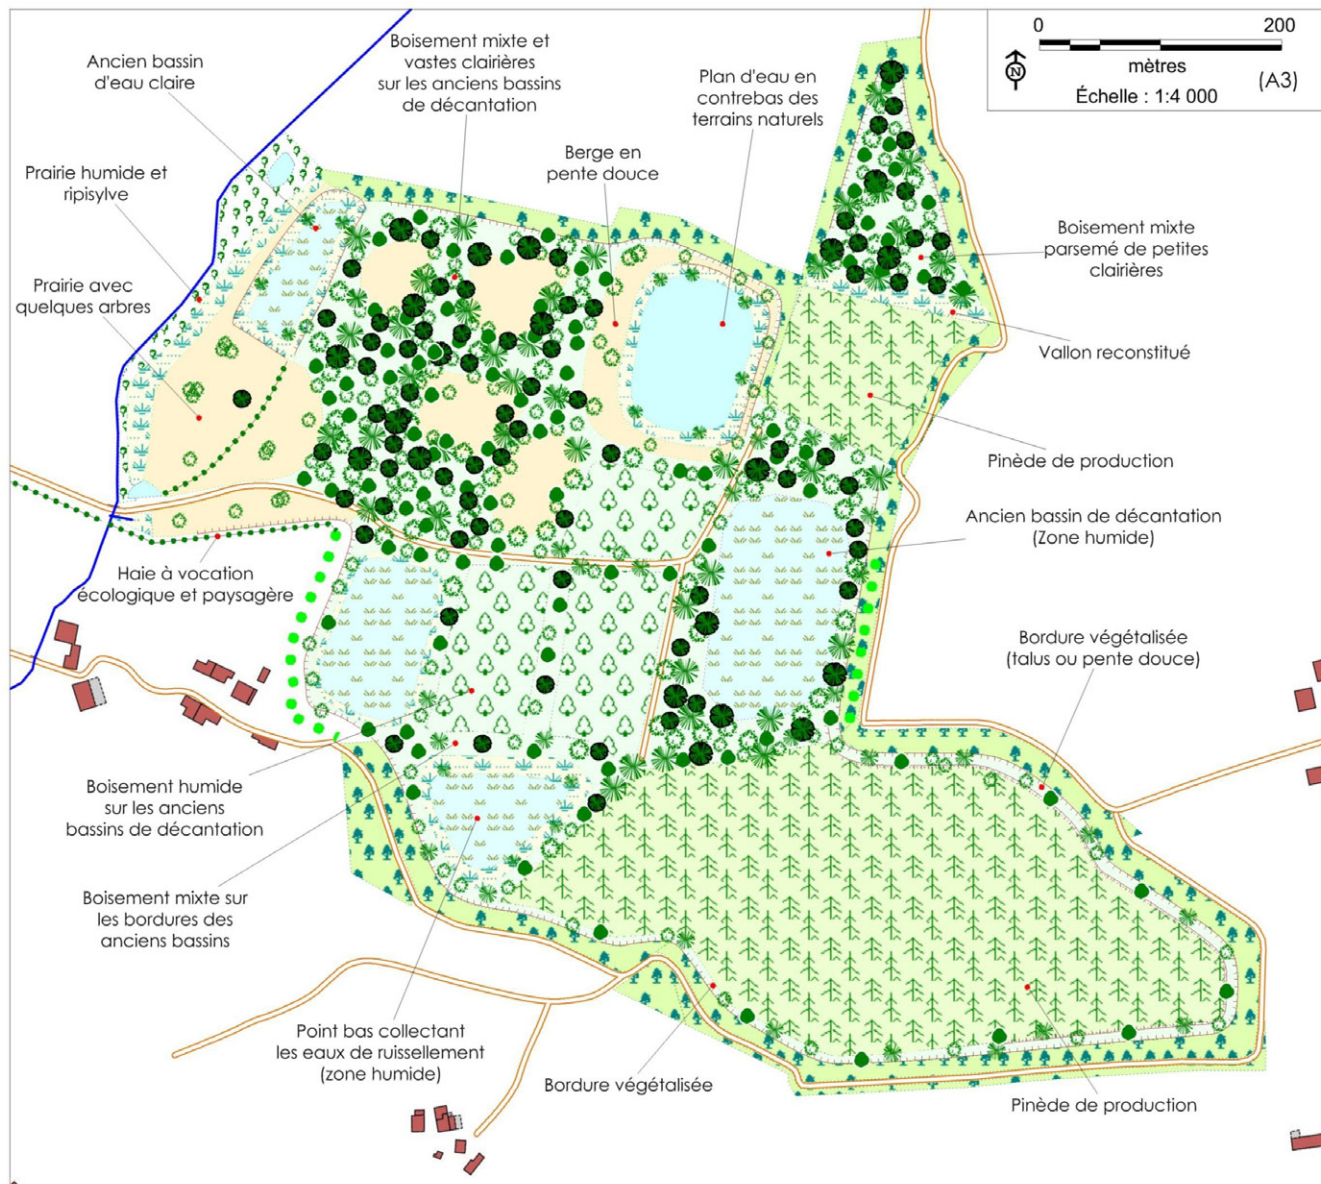 Ancien bassin
d'eau claire
Boisement mixte et
vastes clairières
sur les anciens bassins
de décantation
Plan d'eau en
contrebas des
terrains naturels
0 200
mètres
Échelle : 1:4 000
(A3)
N
Prairie humide et
ripisylve
Berge en
pente douce
Boisement mixte
parsemé de petites
clairières
Prairie avec
quelques arbres
Vallon reconstitué
Pinède de production
Ancien bassin de décantation
(Zone humide)
Haie à vocation
écologique et paysagère
Bordure végétalisée
(talus ou pente douce)
Boisement humide
sur les anciens
bassins de décantation
Boisement mixte sur
les bordures des
anciens bassins
Point bas collectant
les eaux de ruissellement
(zone humide)
Bordure végétalisée
Pinède de production